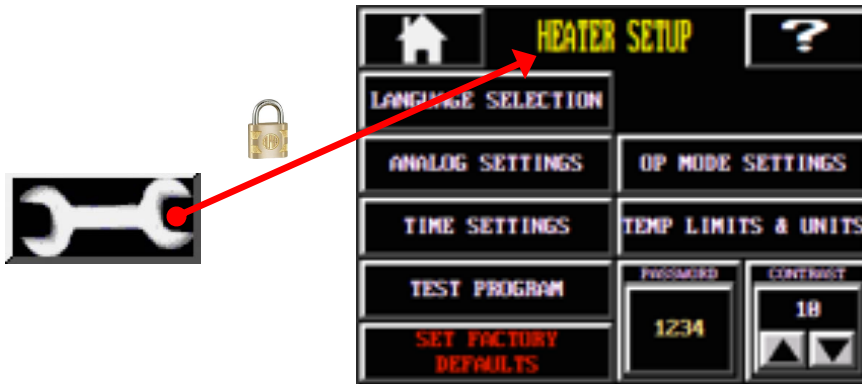 HEATER SETUP
?
LANGUAGE SELECTION
ANALOG SETTINGS
OP MODE SETTINGS
TIME SETTINGS
TEMP LIMITS & UNITS
TEST PROGRAM
PASSWORD
1234
CONTRAST
10
SET FACTORY
DEFAULTS